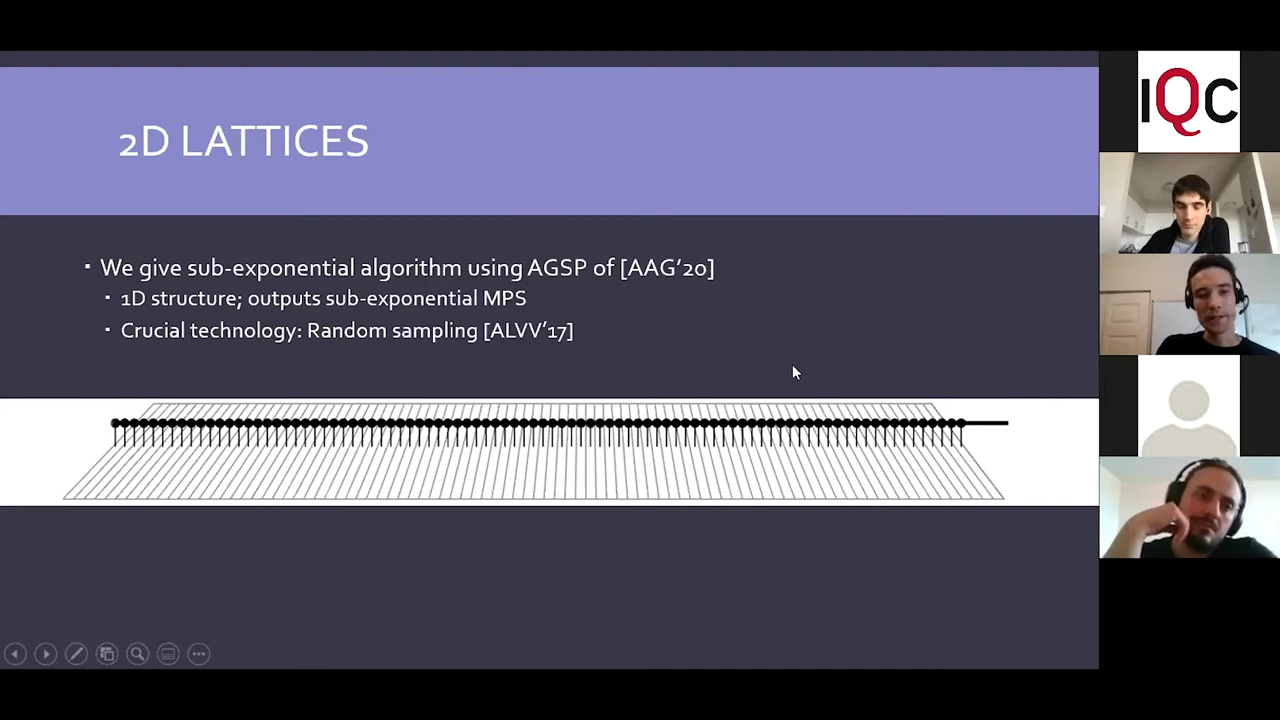 2D LATTICES
▪ We give sub-exponential algorithm using AGSP of [AAG‘20]
▪ 1D structure; outputs sub-exponential MPS
▪ Crucial technology: Random sampling [ALVV’17]
IQC